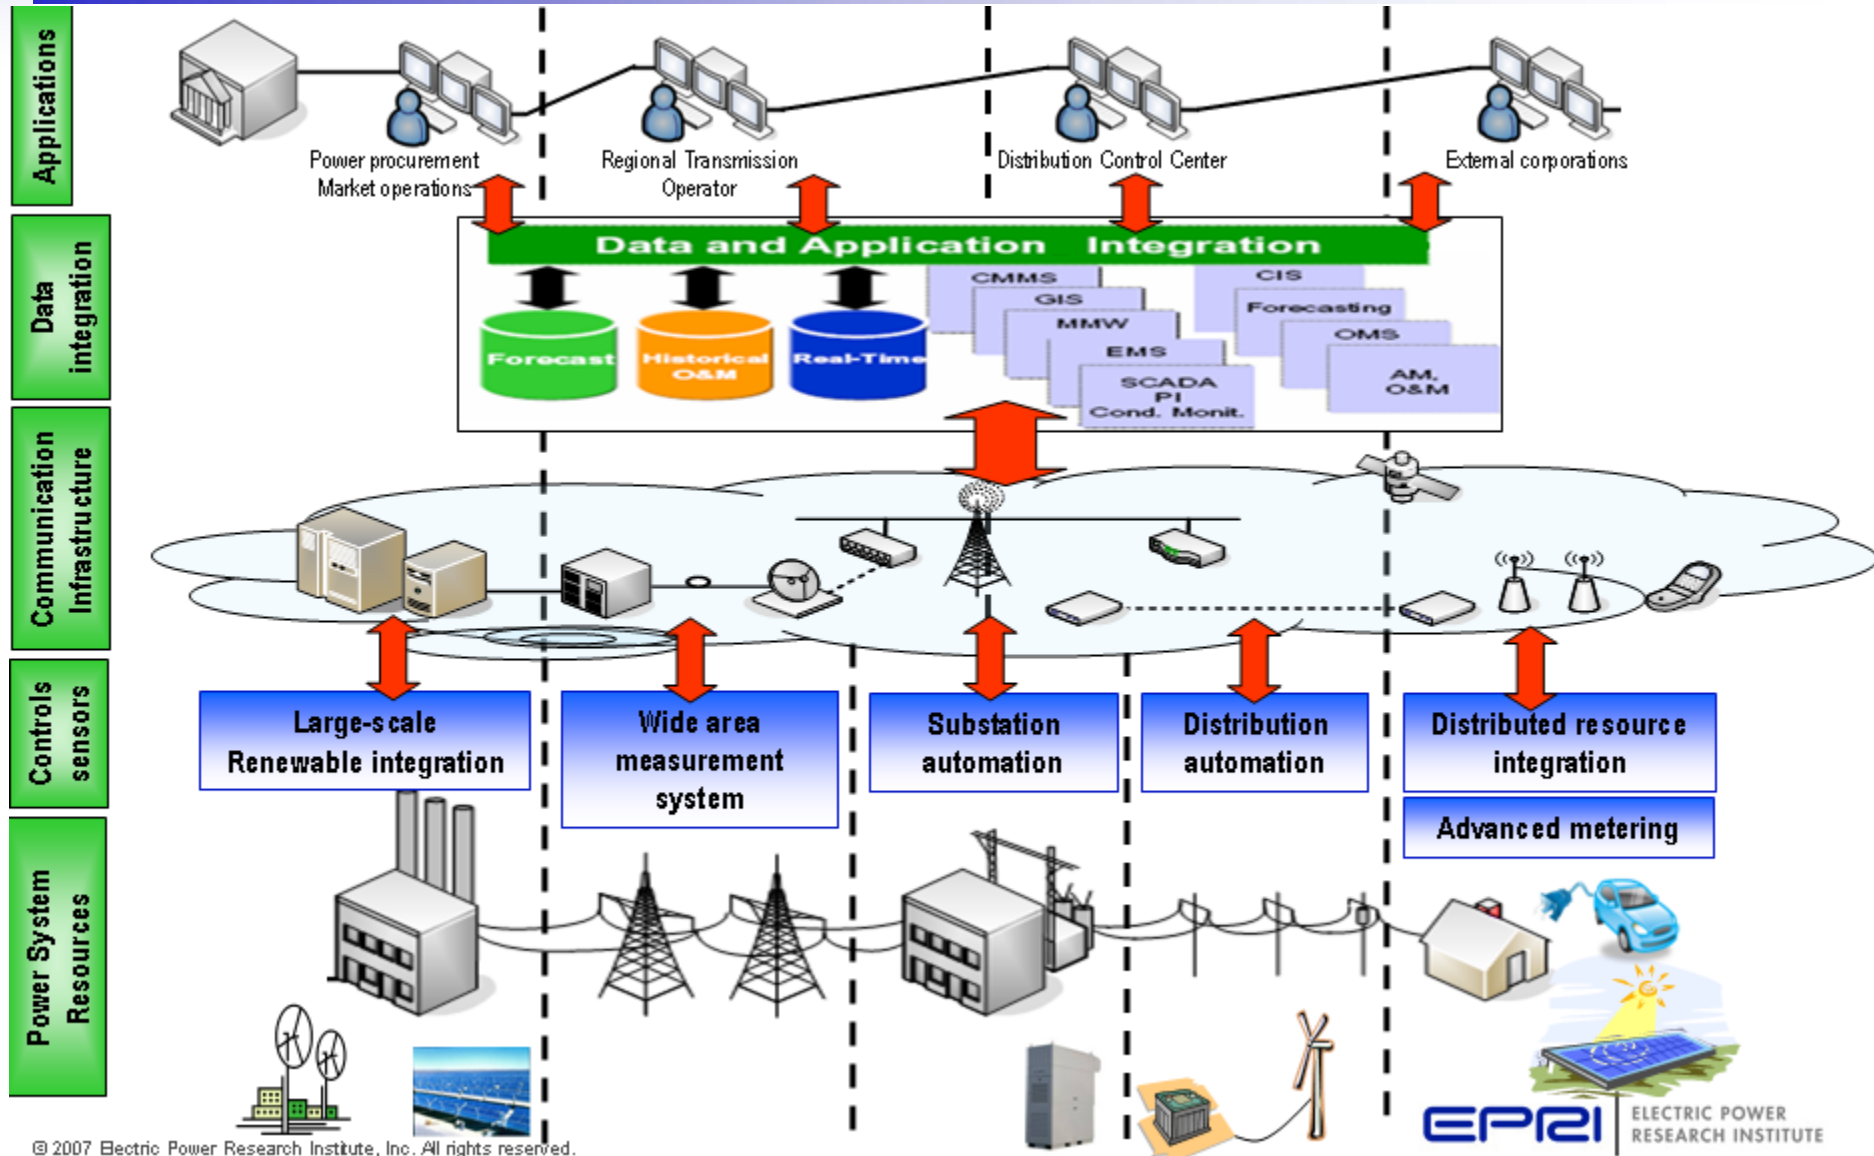 Applications
Power procurement
Market operations
Regional Transmission
Operator
Distribution Control Center
External corporations
Data
integration
Data and Application Integration
Forecast
Historical
O&M
Real-Time
CMMS
GIS
MMW
EMS
SCADA
PI
Cond. Monit.
CIS
Forecasting
OMS
AM,
O&M
Communication
Infrastructure
Controls
sensors
Large-scale
Renewable integration
Wide area
measurement
system
Substation
automation
Distribution
automation
Distributed resource
integration
Advanced metering
Power System
Resources
EPRI
ELECTRIC POWER
RESEARCH INSTITUTE
© 2007 Electric Power Research Institute, Inc. All rights reserved.